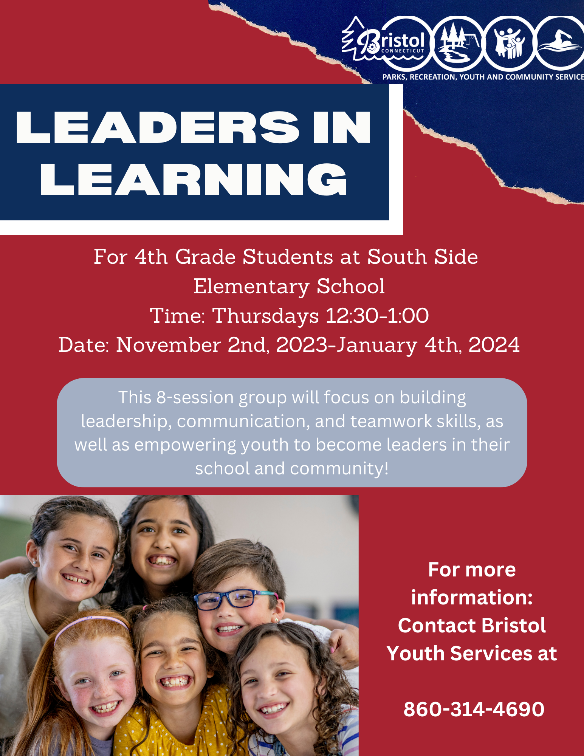 Bristol
CONNECTICUT
PARKS, RECREATION, YOUTH AND COMMUNITY SERVICE
LEADERS IN
LEARNING
For 4th Grade Students at South Side
Elementary School
Time: Thursdays 12:30-1:00
Date: November 2nd, 2023-January 4th, 2024
This 8-session group will focus on building
leadership, communication, and teamwork skills, as
well as empowering youth to become leaders in their
school and community!
For more
information:
Contact Bristol
Youth Services at
860-314-4690